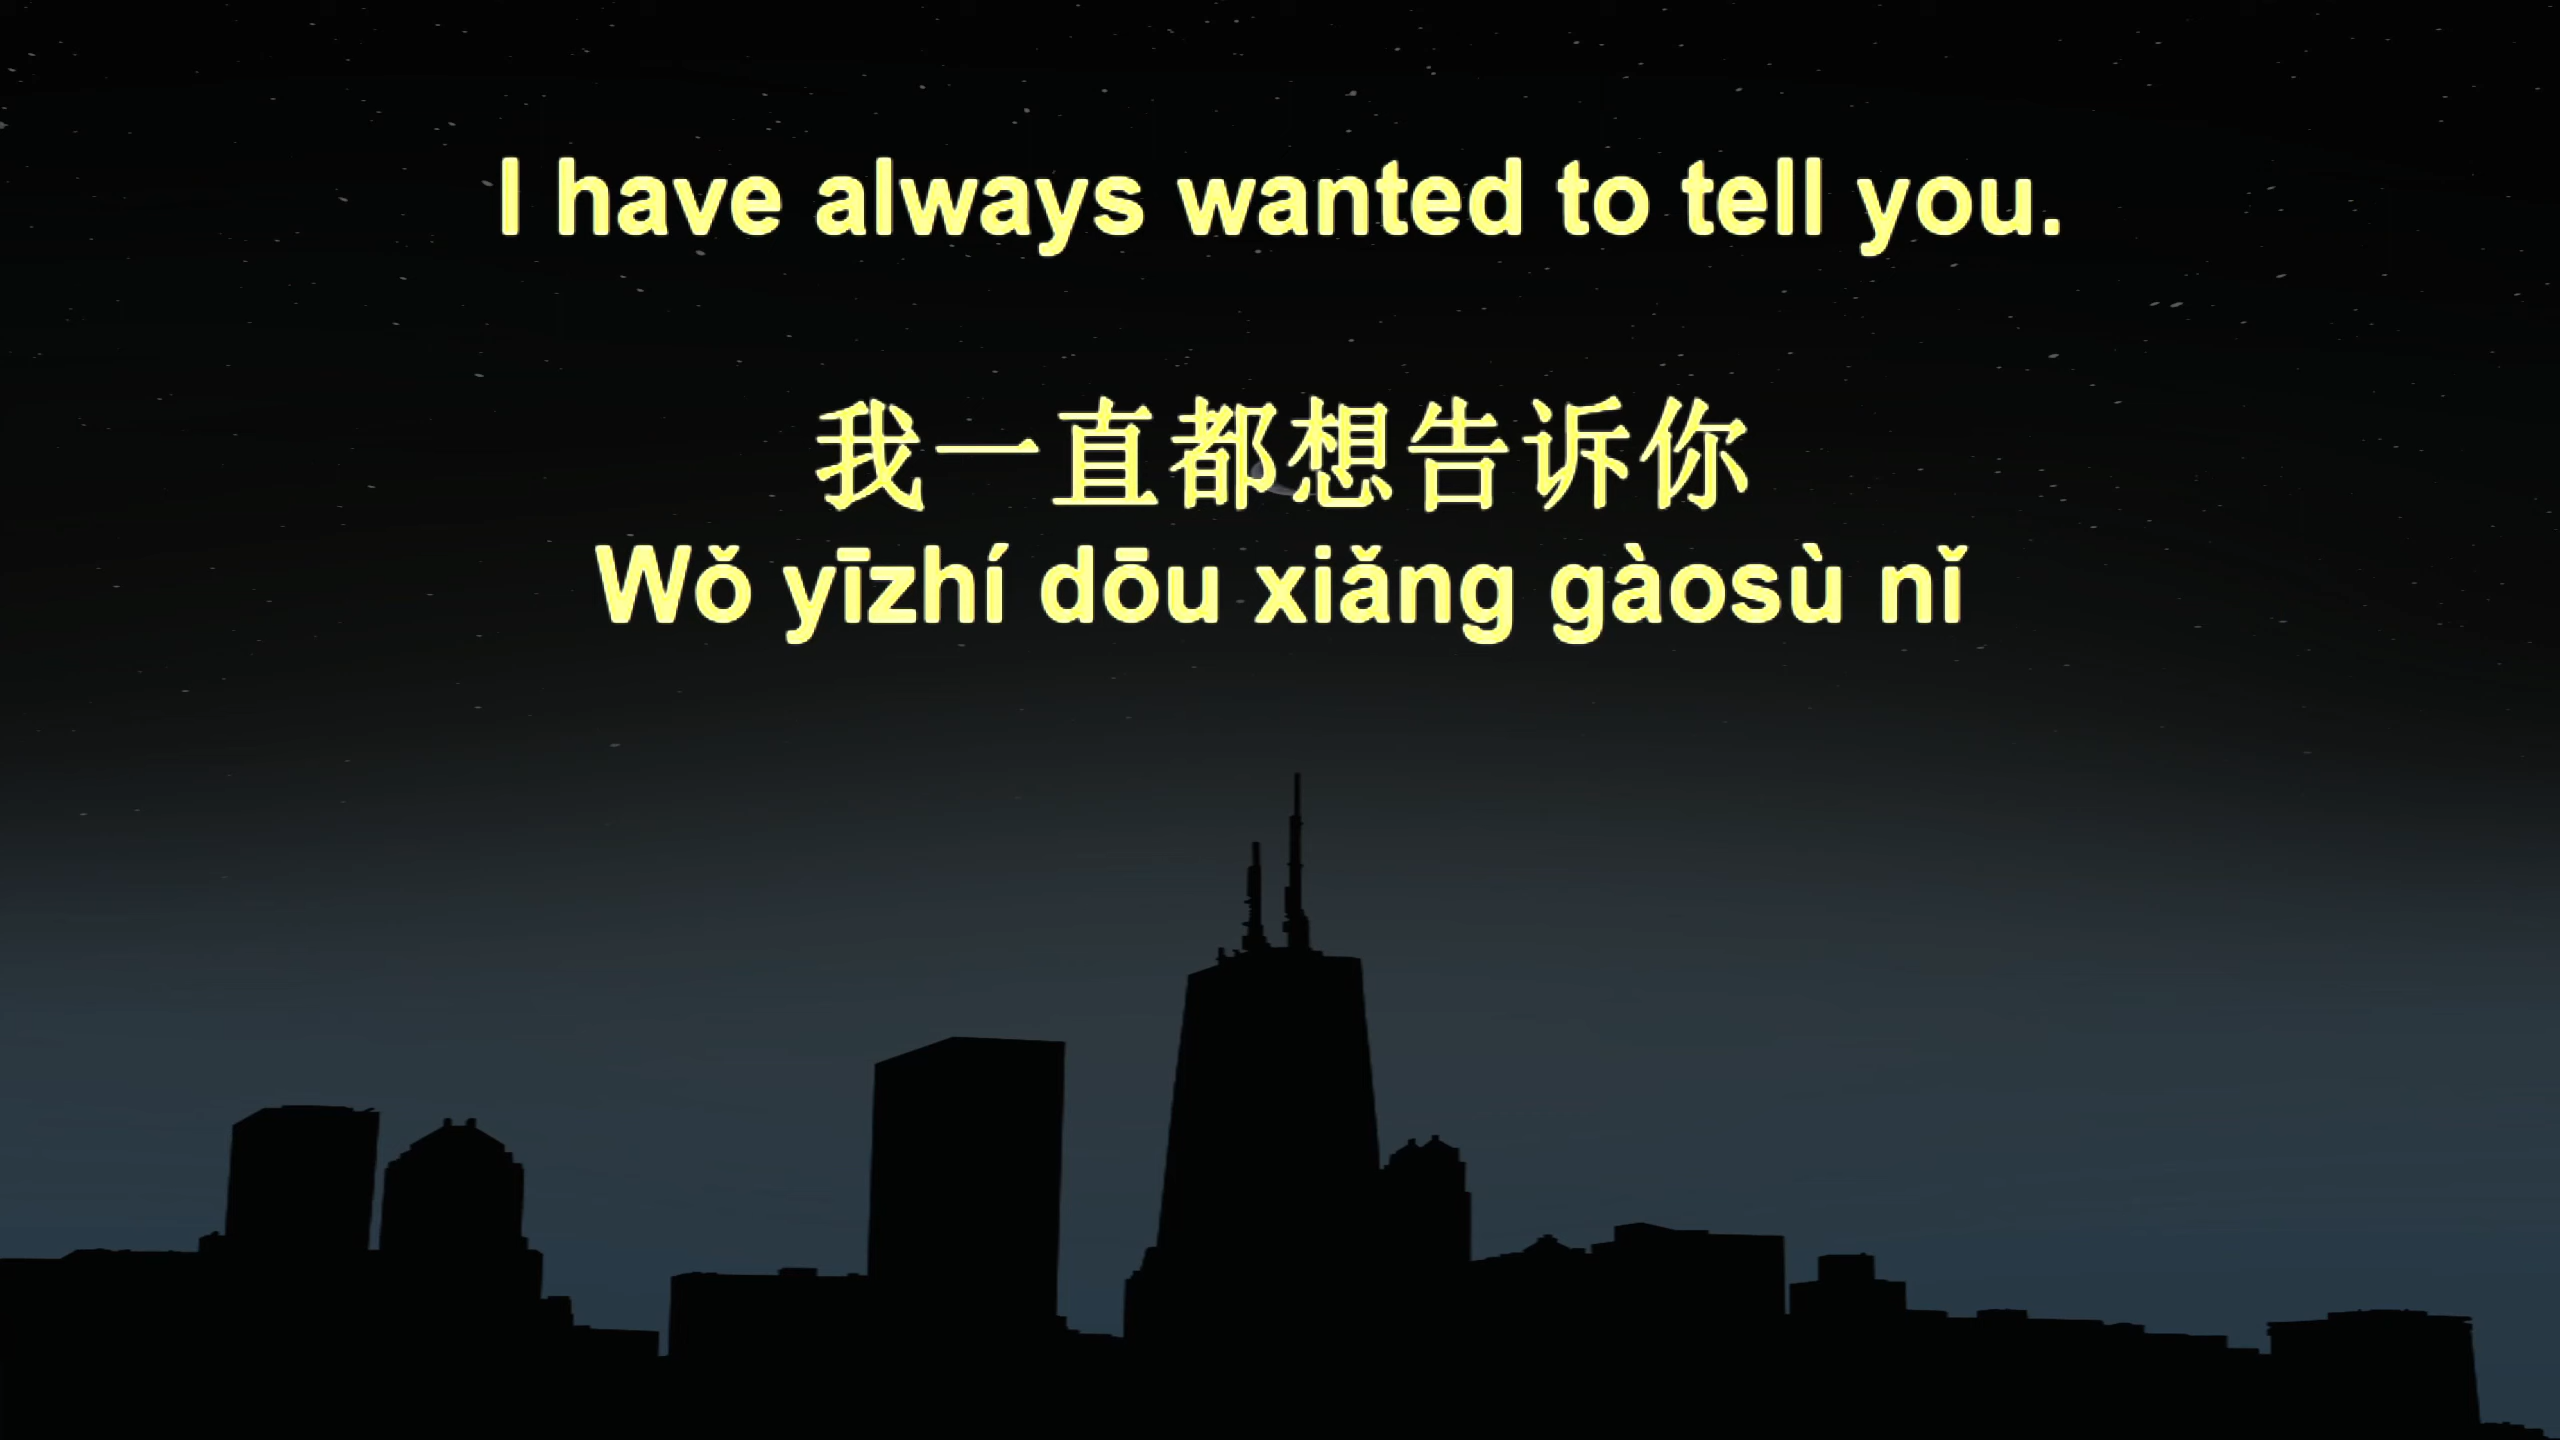 I have always wanted to tell you.
我一直都想告诉你
Wǒ yīzhí dōu xiǎng gàosù nǐ